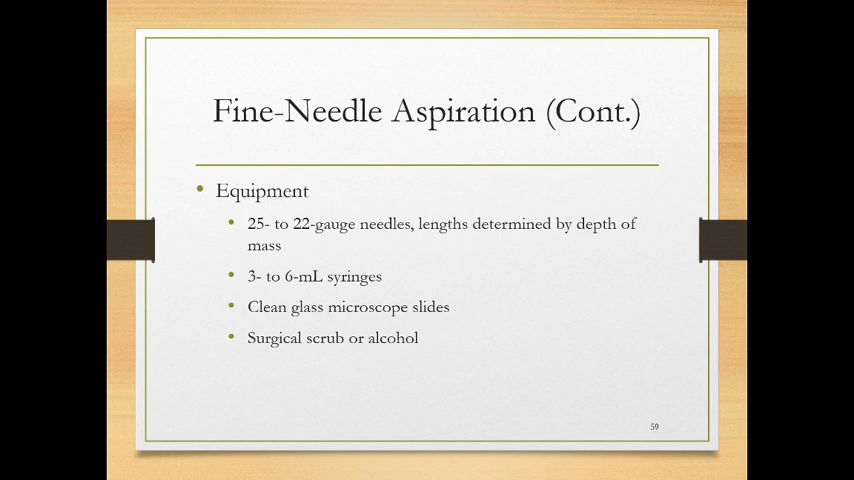 Fine-Needle Aspiration (Cont.)
• Equipment
• 25- to 22-gauge needles, lengths determined by depth of
mass
• 3- to 6-mL syringes
• Clean glass microscope slides
• Surgical scrub or alcohol
59